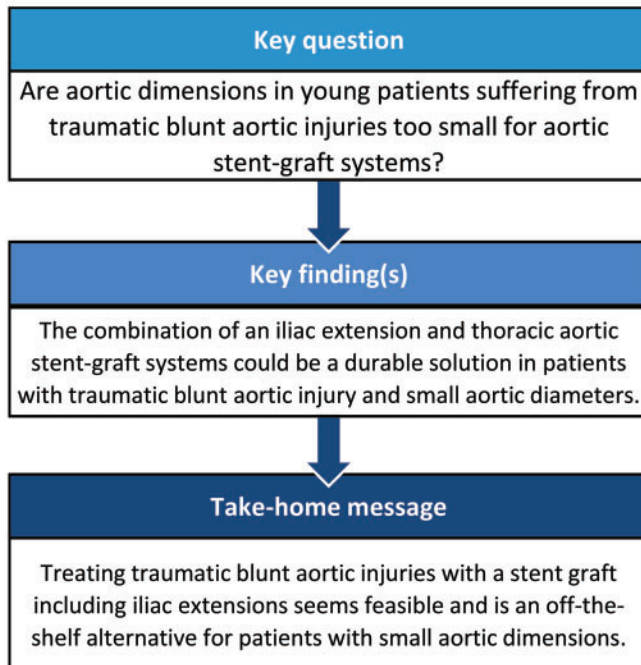 Key question
Are aortic dimensions in young patients suffering from
traumatic blunt aortic injuries too small for aortic
stent-graft systems?
Key finding(s)
The combination of an iliac extension and thoracic aortic
stent-graft systems could be a durable solution in patients
with traumatic blunt aortic injury and small aortic diameters.
Take-home message
Treating traumatic blunt aortic injuries with a stent graft
including iliac extensions seems feasible and is an off-the-
shelf alternative for patients with small aortic dimensions.